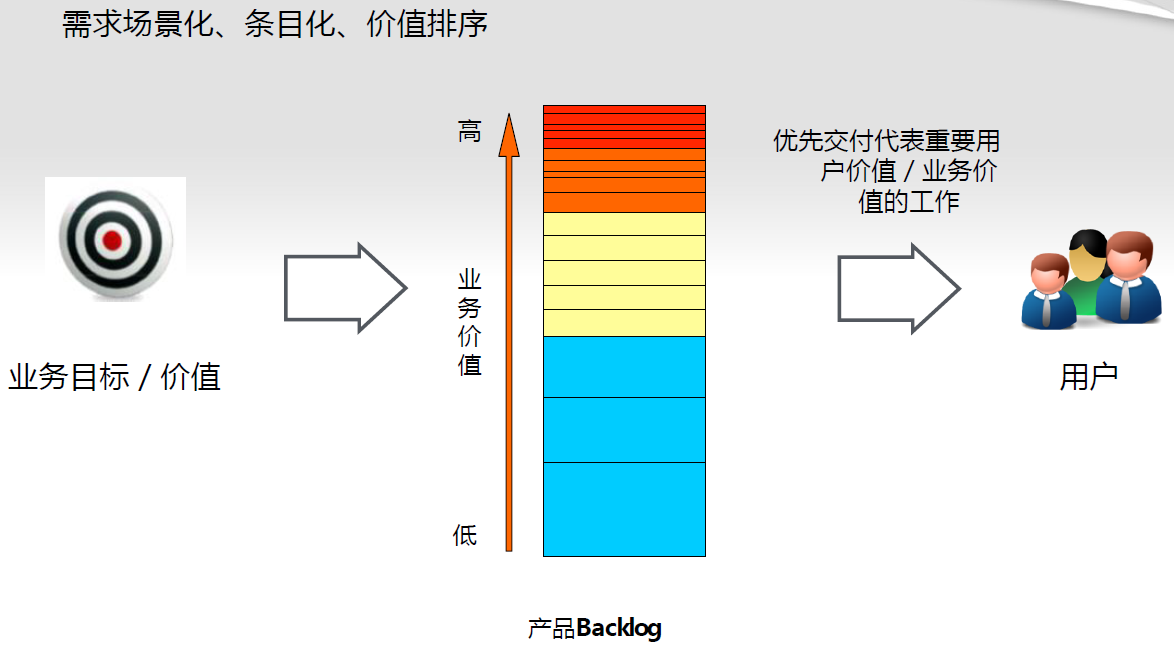 需求场景化、条目化、价值排序
高
优先交付代表重要用
户价值 / 业务价
值的工作
业
务
价
值
业务目标 / 价值
用户
低
产品Backlog